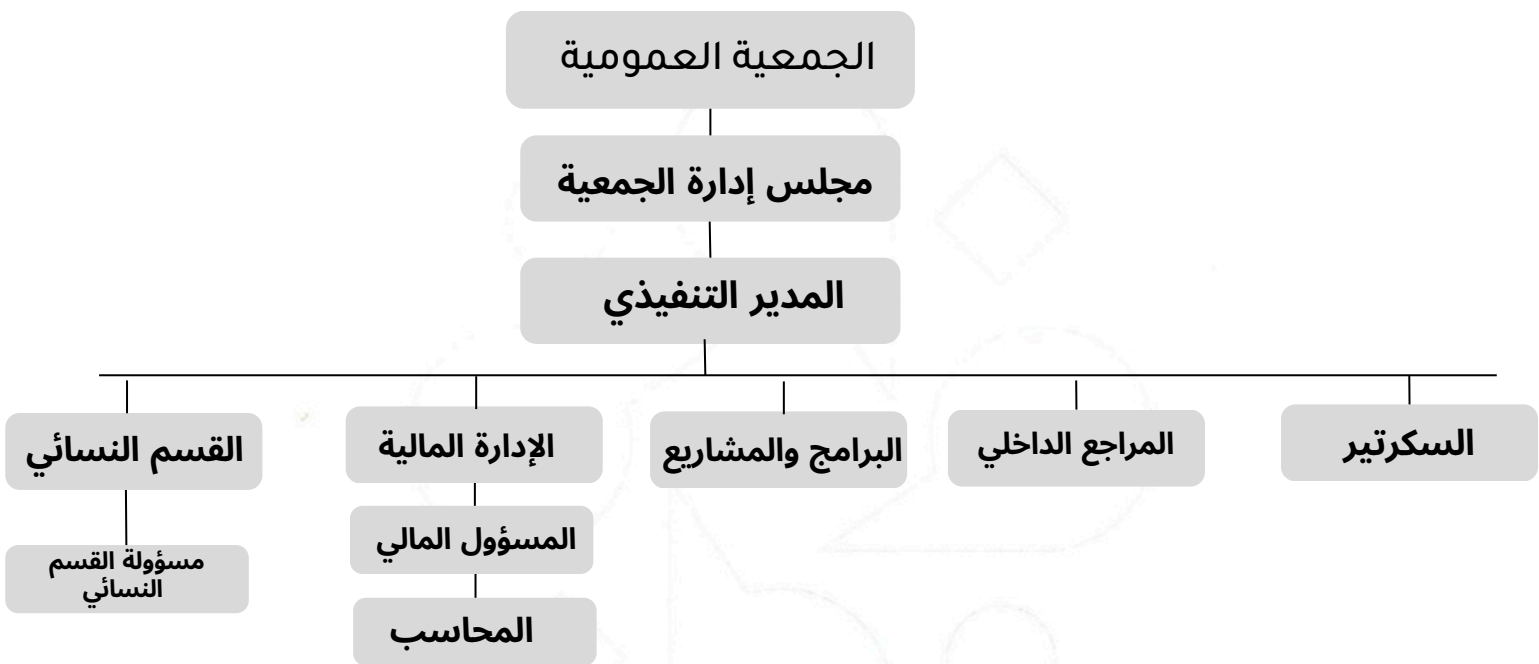 الجمعية العمومية
مجلس إدارة الجمعية
المدير التنفيذي
السكرتير
المراجع الداخلي
البرامج والمشاريع
الإدارة المالية
القسم النسائي
المسؤول المالي
مسؤولة القسم
النسائي
المحاسب